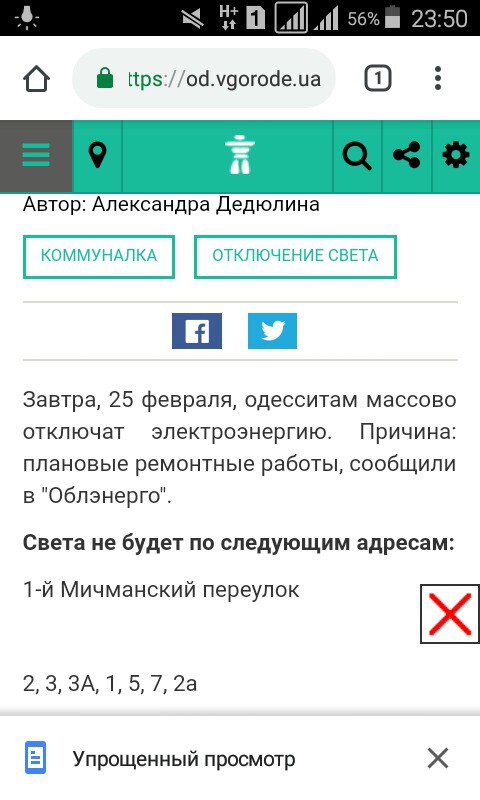 H+ 1 56% 23:50
ttps://od.vgorode.ua 1
Автор: Александра Дедюлина
КОММУНАЛКА ОТКЛЮЧЕНИЕ СВЕТА
Завтра, 25 февраля, одесситам массово
отключат электроэнергию. Причина:
плановые ремонтные работы, сообщили
в "Облэнерго".
Света не будет по следующим адресам:
1-й Мичманский переулок
2, 3, 3А, 1, 5, 7, 2а
Упрощенный просмотр